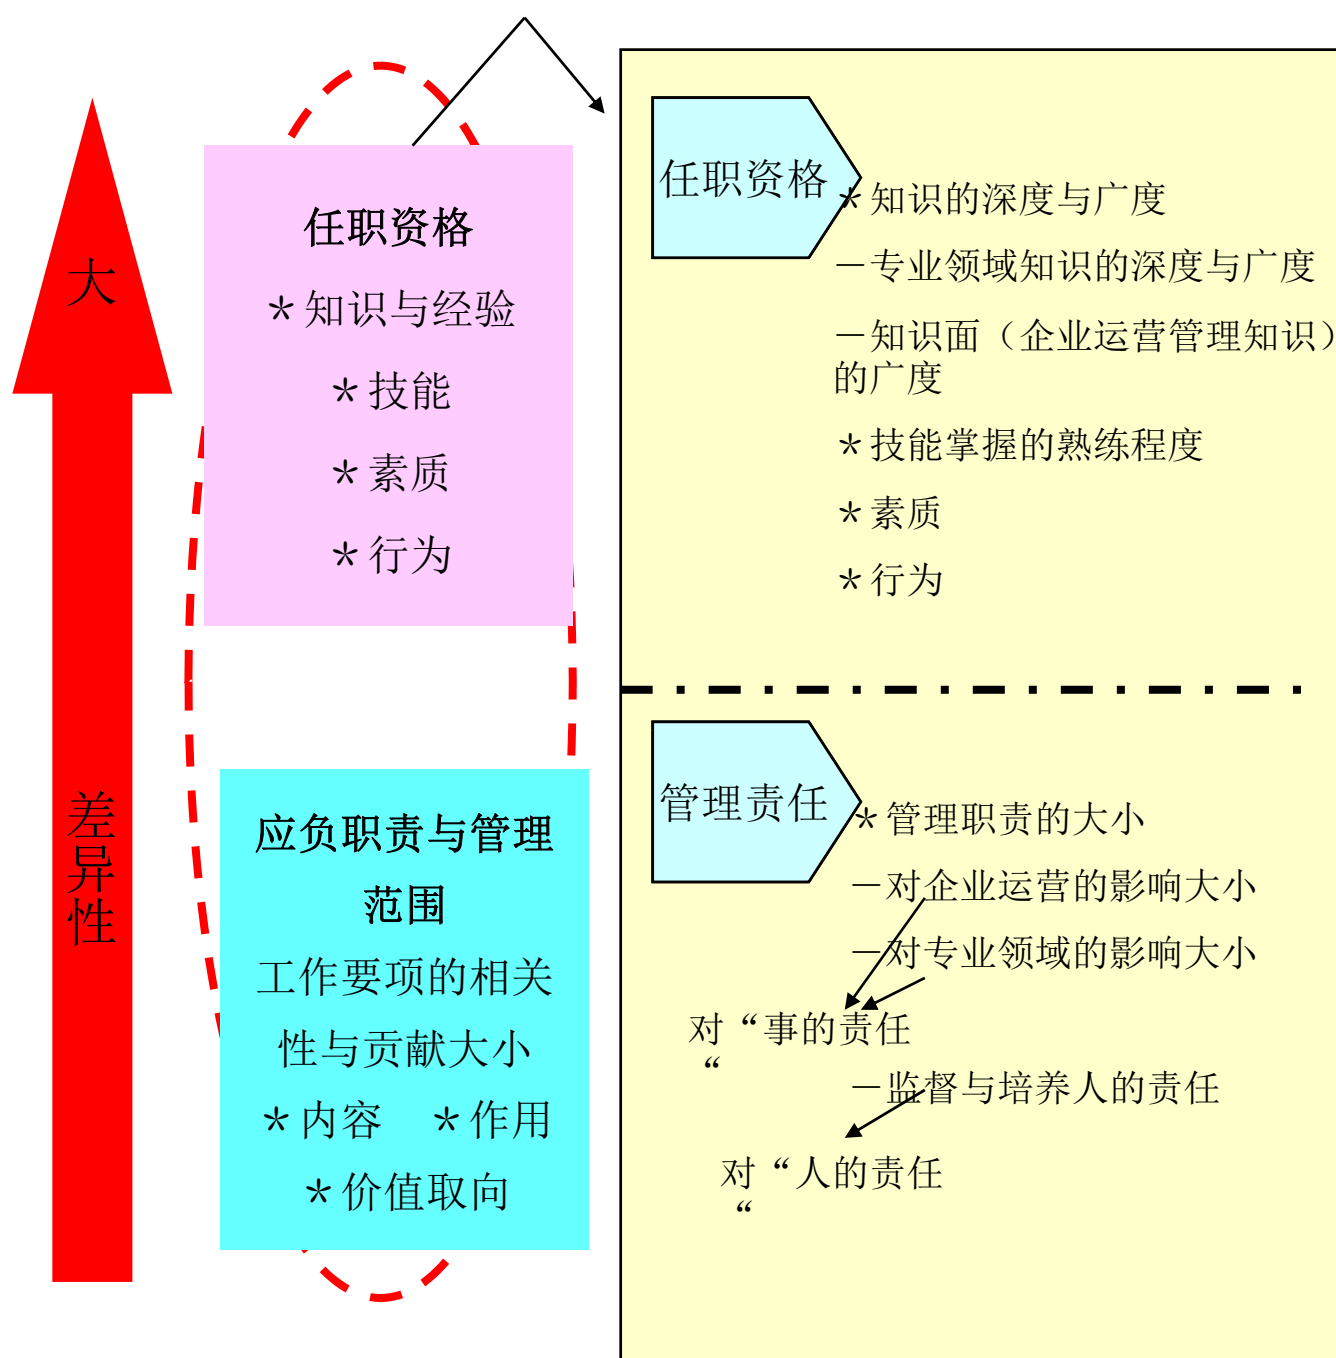 大
差异性
任职资格
＊知识与经验
＊技能
＊素质
＊行为
应负职责与管理
范围
工作要项的相关
性与贡献大小
＊内容　＊作用
＊价值取向
任职资格
＊知识的深度与广度
－专业领域知识的深度与广度
－知识面（企业运营管理知识）
的广度
＊技能掌握的熟练程度
＊素质
＊行为
管理责任
＊管理职责的大小
－对企业运营的影响大小
－对专业领域的影响大小
对“事的责任
“
－监督与培养人的责任
对“人的责任
“